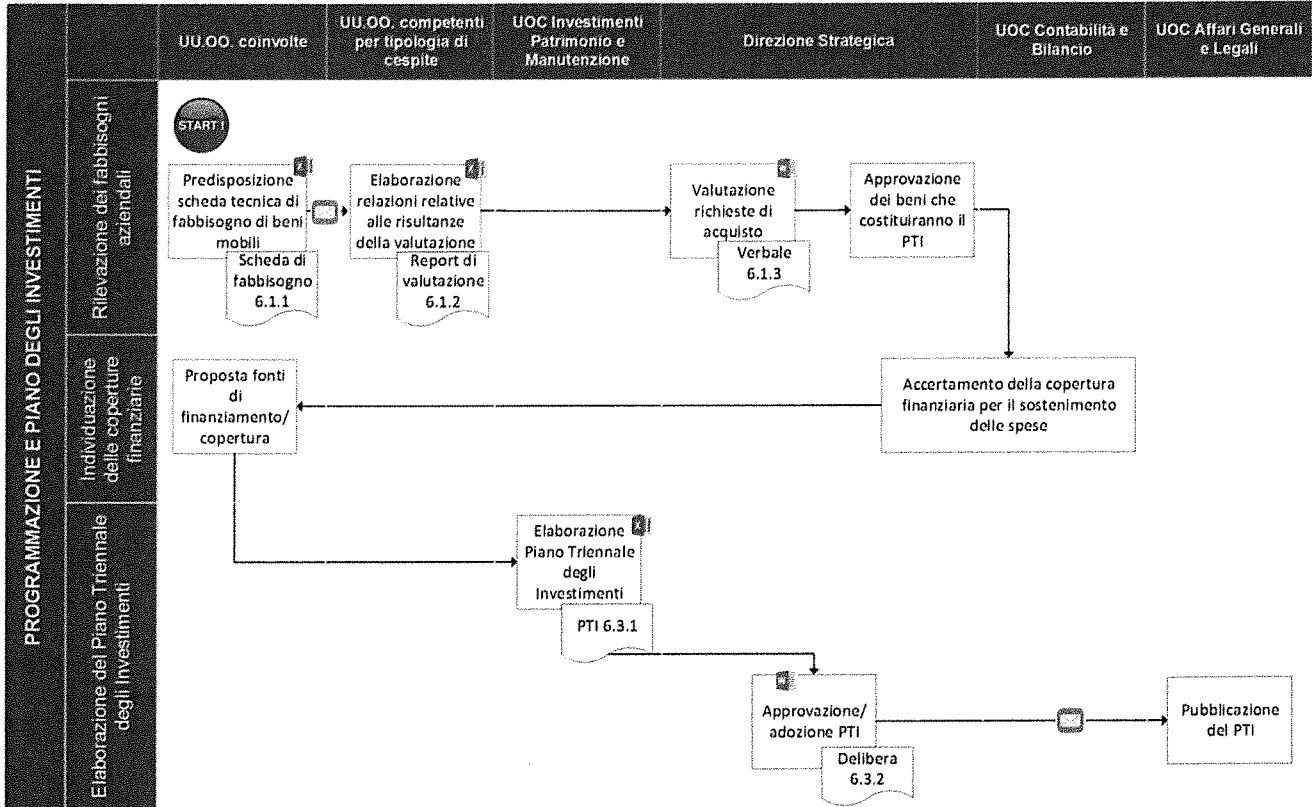 PROGRAMMAZIONE E PIANO DEGLI INVESTIMENTI
UU.OO. coinvolte
UU.OO. competenti
per tipologia di
cespite
UOC Investimenti
Patrimonio e
Manutenzione
Direzione Strategica
UOC Contabilità e
Bilancio
UOC Affari Generali
e Legali
Rilevazione dei fabbisogni
aziendali
START !
Predisposizione
scheda tecnica di
fabbisogno di beni
mobili
Scheda di
fabbisogno
6.1.1
Elaborazione
relazioni relative
alle risultanze
della valutazione
Report di
valutazione
6.1.2
Valutazione
richieste di
acquisto
Verbale
6.1.3
Approvazione
dei beni che
costituiranno il
PTI
Individuazione
delle coperture
finanziarie
Proposta fonti
di
finanziamento/
copertura
Accertamento della copertura
finanziaria per il sostenimento
delle spese
Elaborazione del Piano Triennale
degli Investimenti
Elaborazione
Piano Triennale
degli
Investimenti
PTI 6.3.1
Approvazione/
adozione PTI
Delibera
6.3.2
Pubblicazione
del PTI